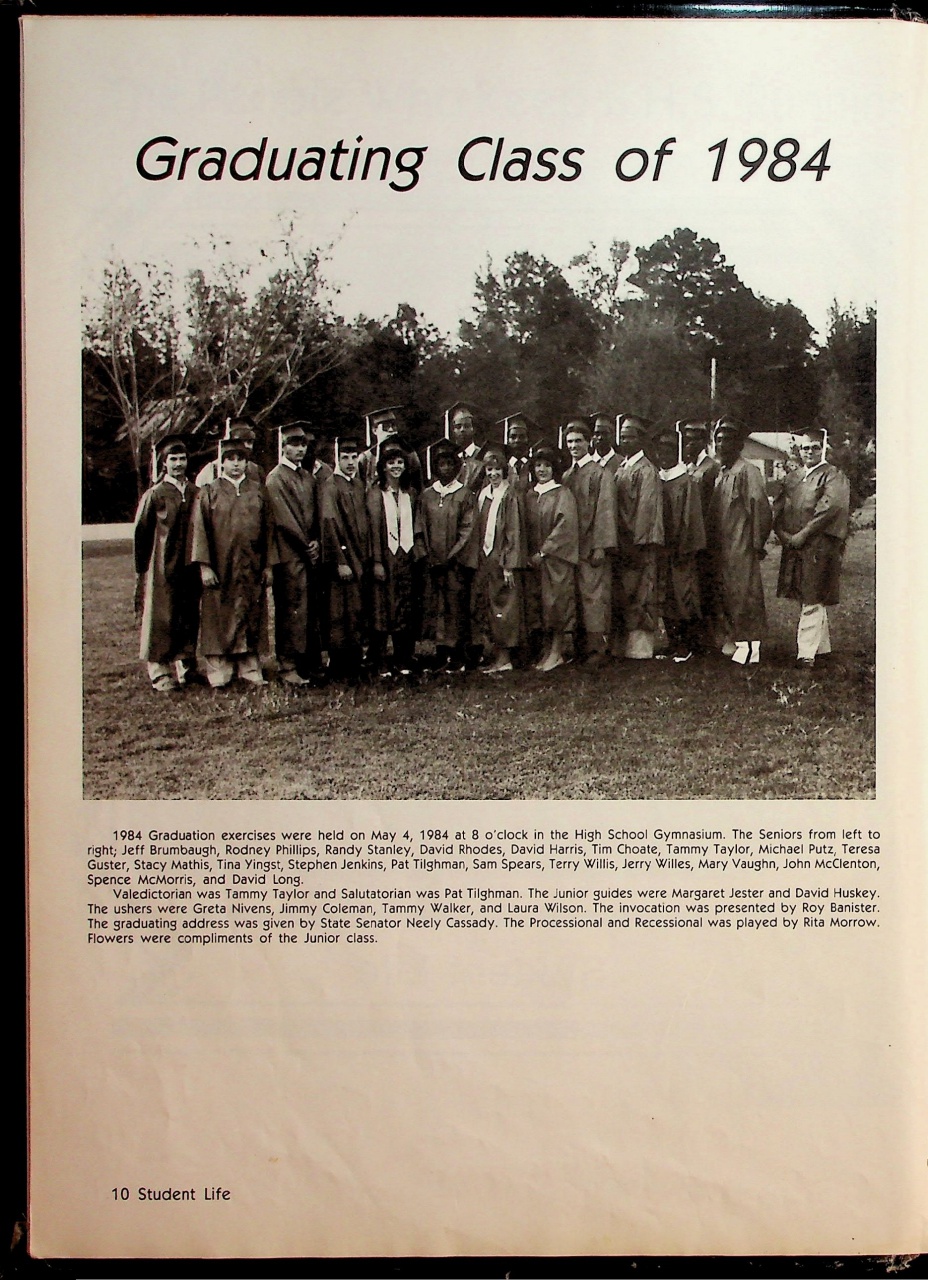 Graduating Class of 1984
1984 Graduation exercises were held on May 4, 1984 at 8 o'clock in the High School Gymnasium. The Seniors from left to
right; Jeff Brumbaugh, Rodney Phillips, Randy Stanley, David Rhodes, David Harris, Tim Choate, Tammy Taylor, Michael Putz, Teresa
Guster, Stacy Mathis, Tina Yingst, Stephen Jenkins, Pat Tilghman, Sam Spears, Terry Willis, Jerry Willes, Mary Vaughn, John McClenton,
Spence McMorris, and David Long.
Valedictorian was Tammy Taylor and Salutatorian was Pat Tilghman. The Junior guides were Margaret Jester and David Huskey.
The ushers were Greta Nivens, Jimmy Coleman, Tammy Walker, and Laura Wilson. The invocation was presented by Roy Banister.
The graduating address was given by State Senator Neely Cassady. The Processional and Recessional was played by Rita Morrow.
Flowers were compliments of the Junior class.
10 Student Life